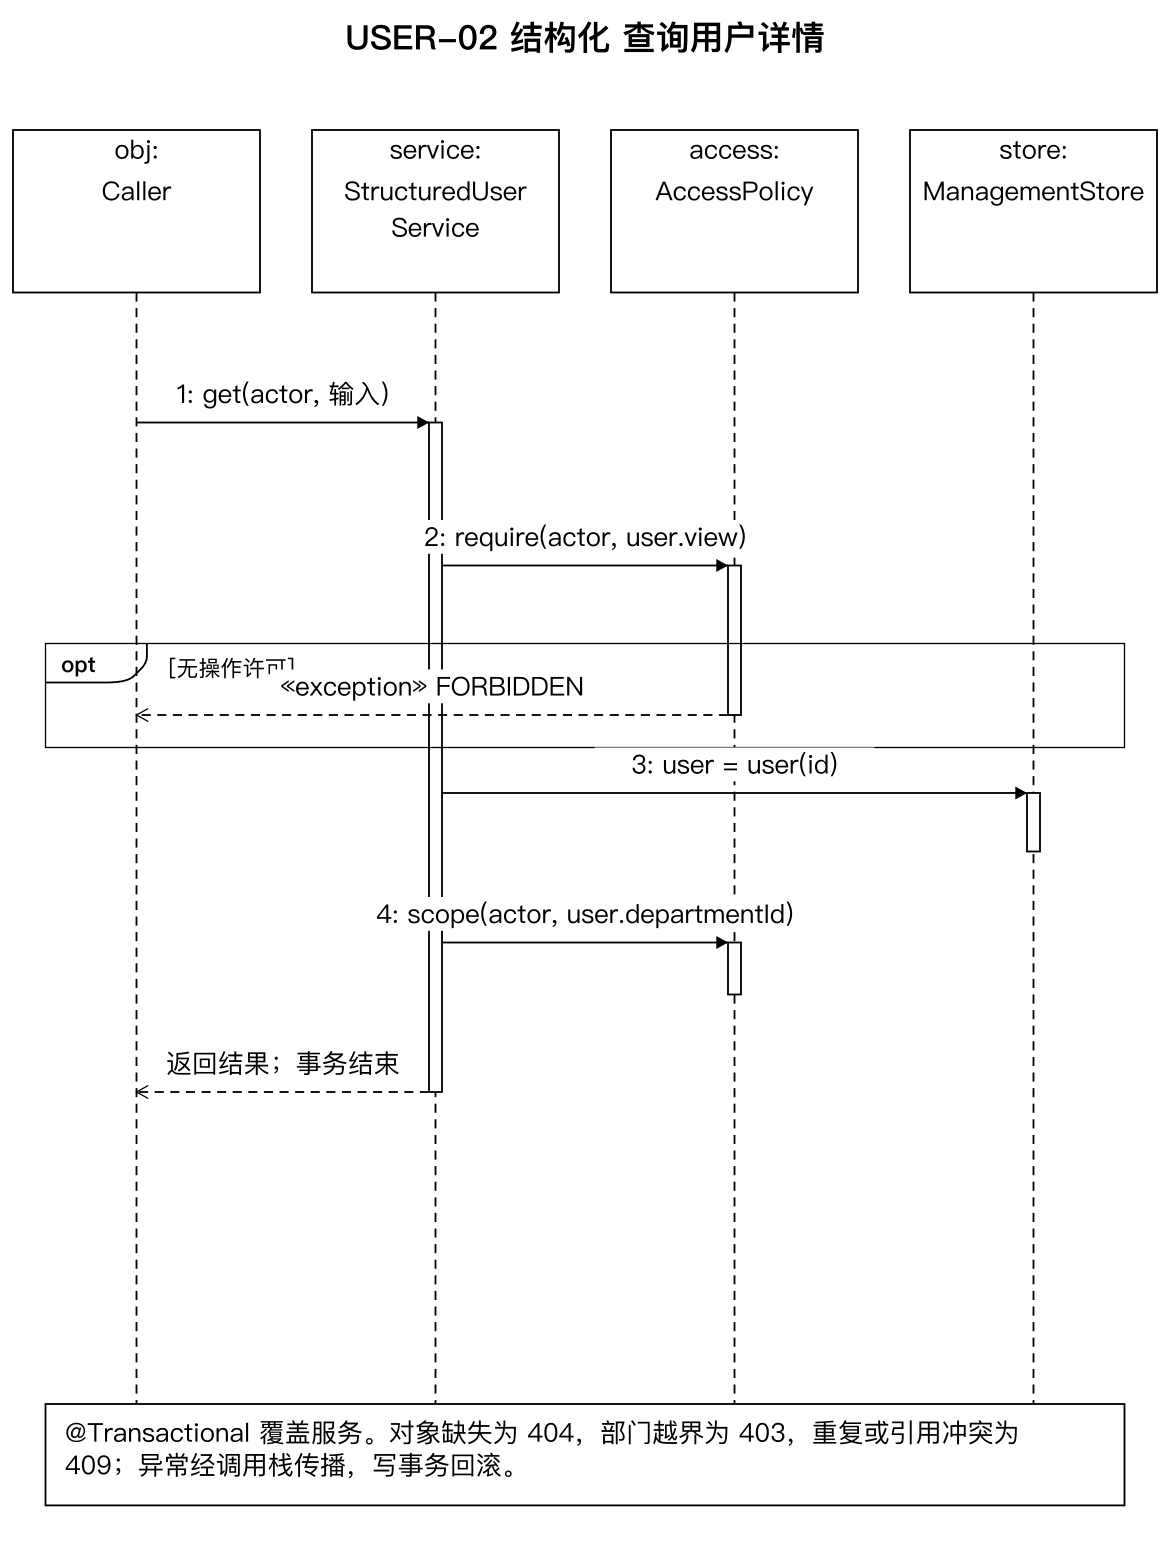 USER-02 结构化 查询用户详情
obj:
Caller
service:
StructuredUser
Service
access:
AccessPolicy
store:
ManagementStore
1: get(actor, 输入)
2: require(actor, user.view)
opt
[无操作许可]
«exception» FORBIDDEN
3: user = user(id)
4: scope(actor, user.departmentId)
返回结果；事务结束
@Transactional 覆盖服务。对象缺失为 404，部门越界为 403，重复或引用冲突为
409；异常经调用栈传播，写事务回滚。